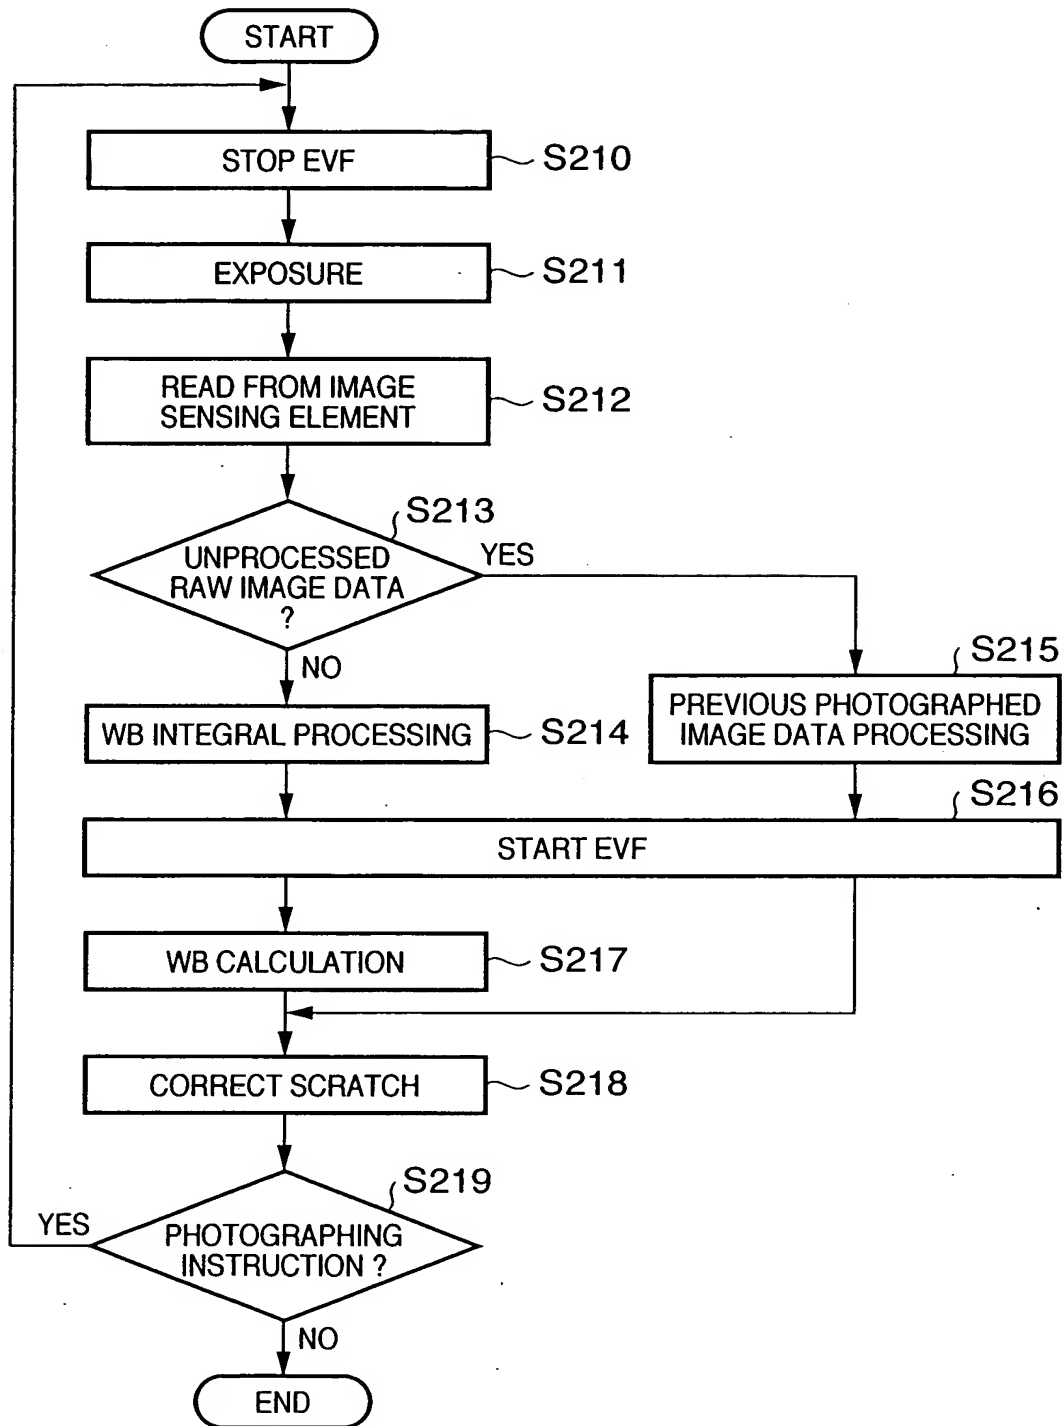 START
STOP EVF
S210
EXPOSURE
S211
READ FROM IMAGE
SENSING ELEMENT
S212
S213
UNPROCESSED
RAW IMAGE DATA
?
YES
NO
S215
PREVIOUS PHOTOGRAPHED
IMAGE DATA PROCESSING
WB INTEGRAL PROCESSING
S214
S216
START EVF
WB CALCULATION
S217
CORRECT SCRATCH
S218
S219
YES
PHOTOGRAPHING
INSTRUCTION ?
NO
END